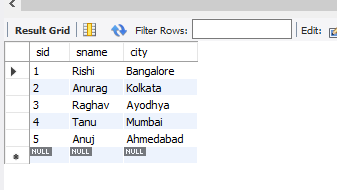 Result Grid Filter Rows: Edit:
sid sname city
1 Rishi Bangalore
2 Anurag Kolkata
3 Raghav Ayodhya
4 Tanu Mumbai
5 Anuj Ahmedabad
NULL NULL NULL